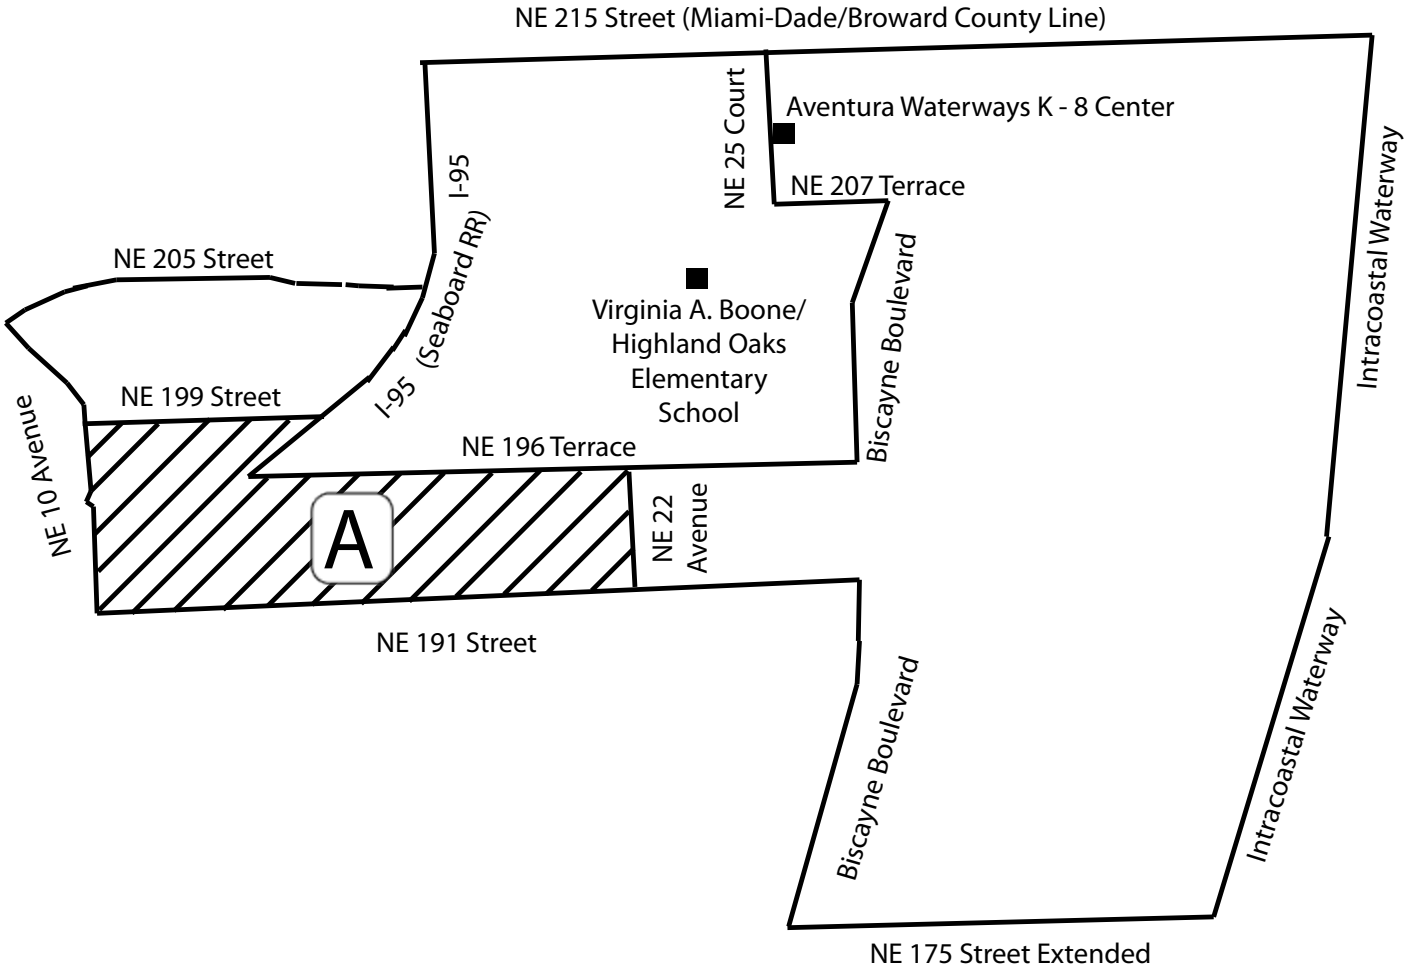 NE 215 Street (Miami-Dade/Broward County Line)
NE 25 Court
Aventura Waterways K - 8 Center
NE 207 Terrace
I-95
(Seaboard RR)
I-95
Intracoastal Waterway
NE 205 Street
Virginia A. Boone/
Highland Oaks
Elementary
School
Biscayne Boulevard
NE 199 Street
NE 10 Avenue
NE 196 Terrace
A
NE 22
Avenue
NE 191 Street
Biscayne Boulevard
Intracoastal Waterway
NE 175 Street Extended